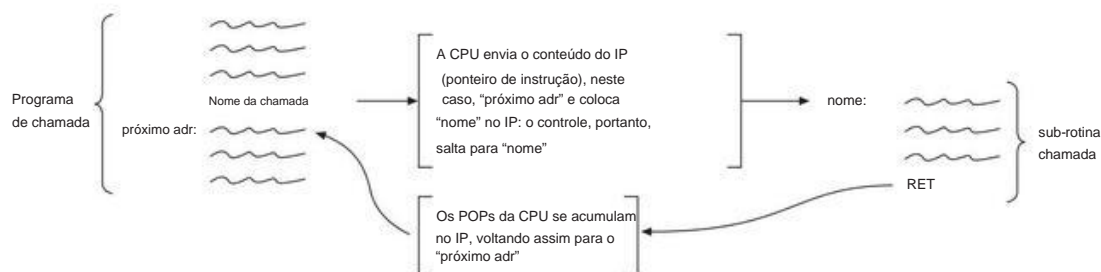 Programa
de chamada
Nome da chamada
próximo adr:
A CPU envia o conteúdo do IP
(ponteiro de instrução), neste
caso, “próximo adr” e coloca
“nome” no IP: o controle, portanto,
salta para “nome”
nome:
RET
sub-rotina
chamada
Os POPs da CPU se acumulam
no IP, voltando assim para o
“próximo adr”